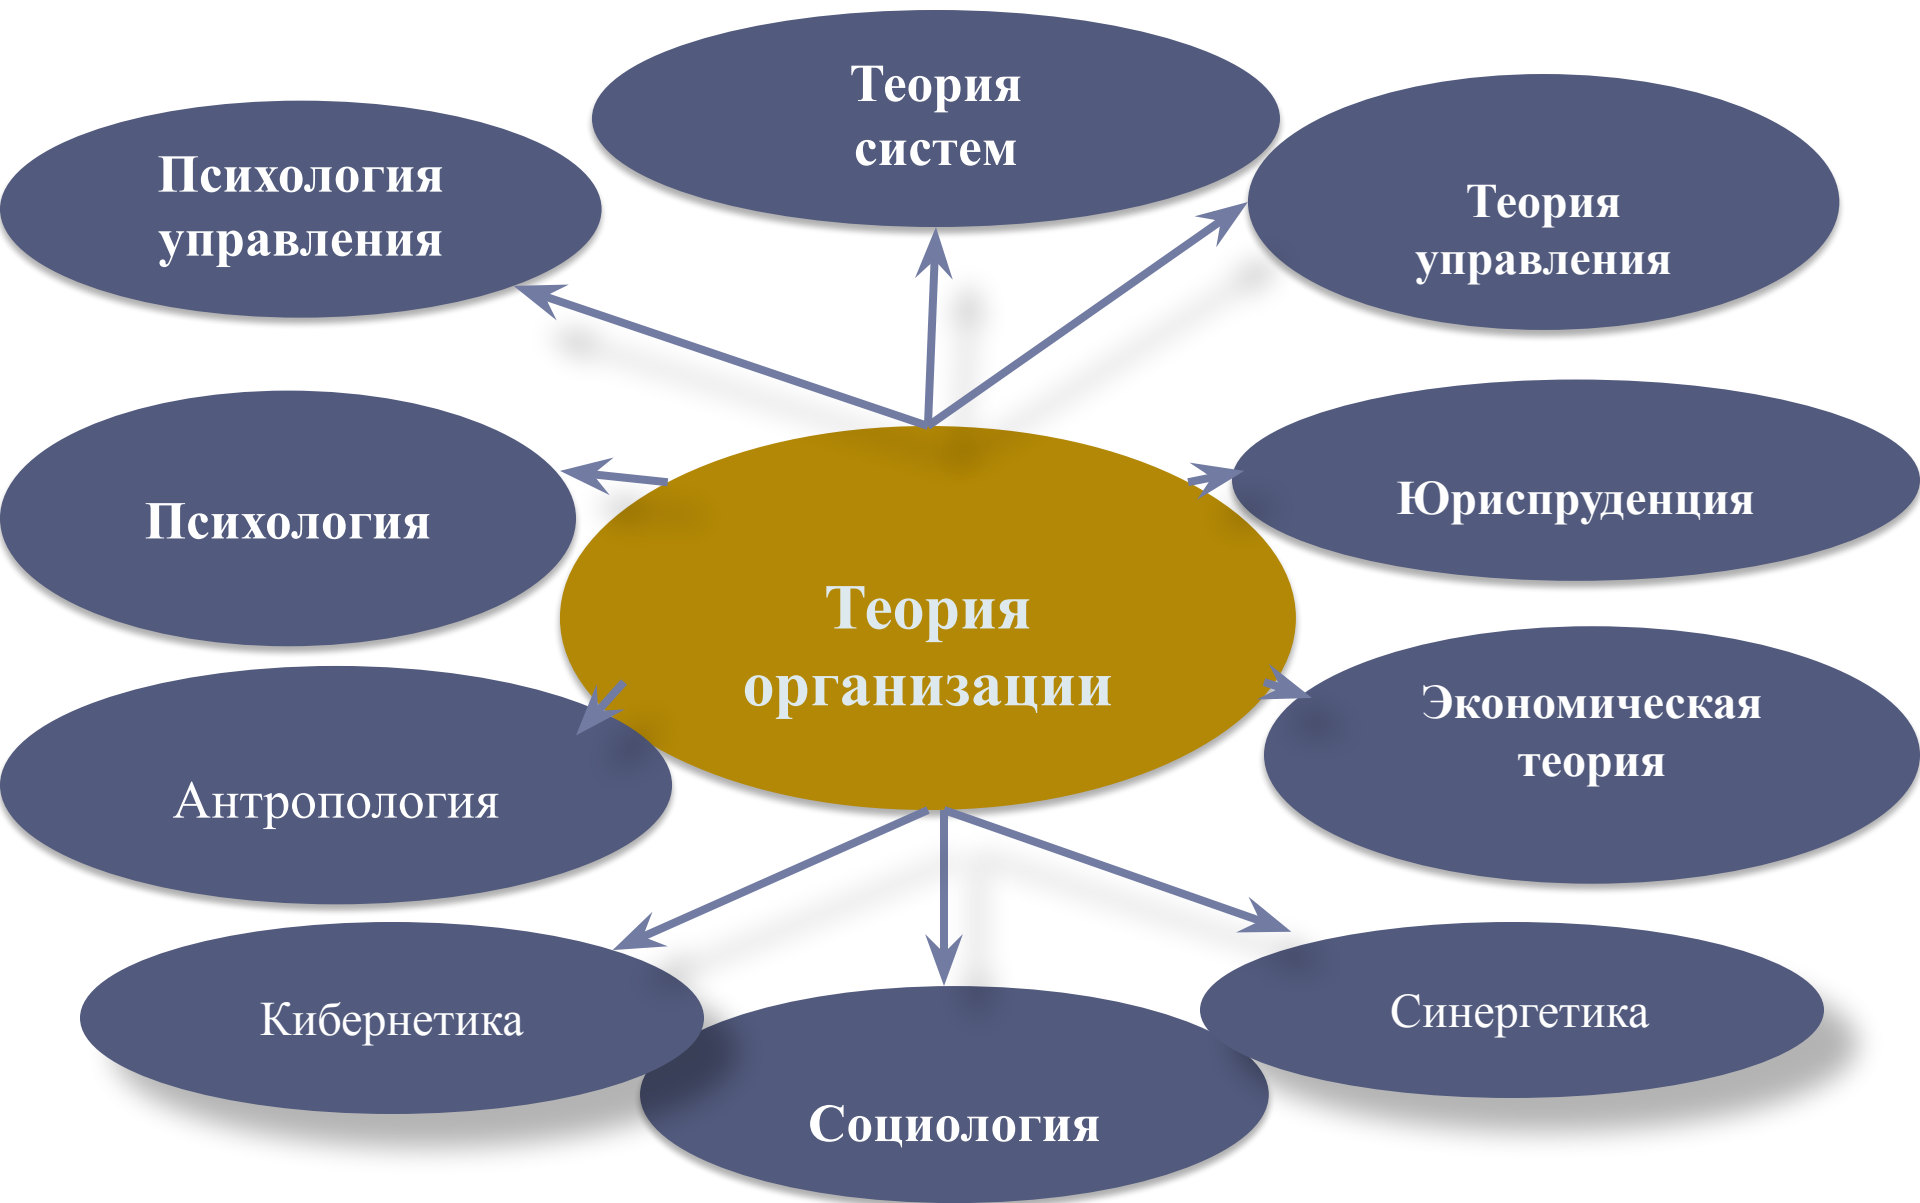 Теория
систем
Психология
управления
Теория
управления
Психология
Юриспруденция
Теория
организации
Экономическая
теория
Антропология
Кибернетика
Синергетика
Социология